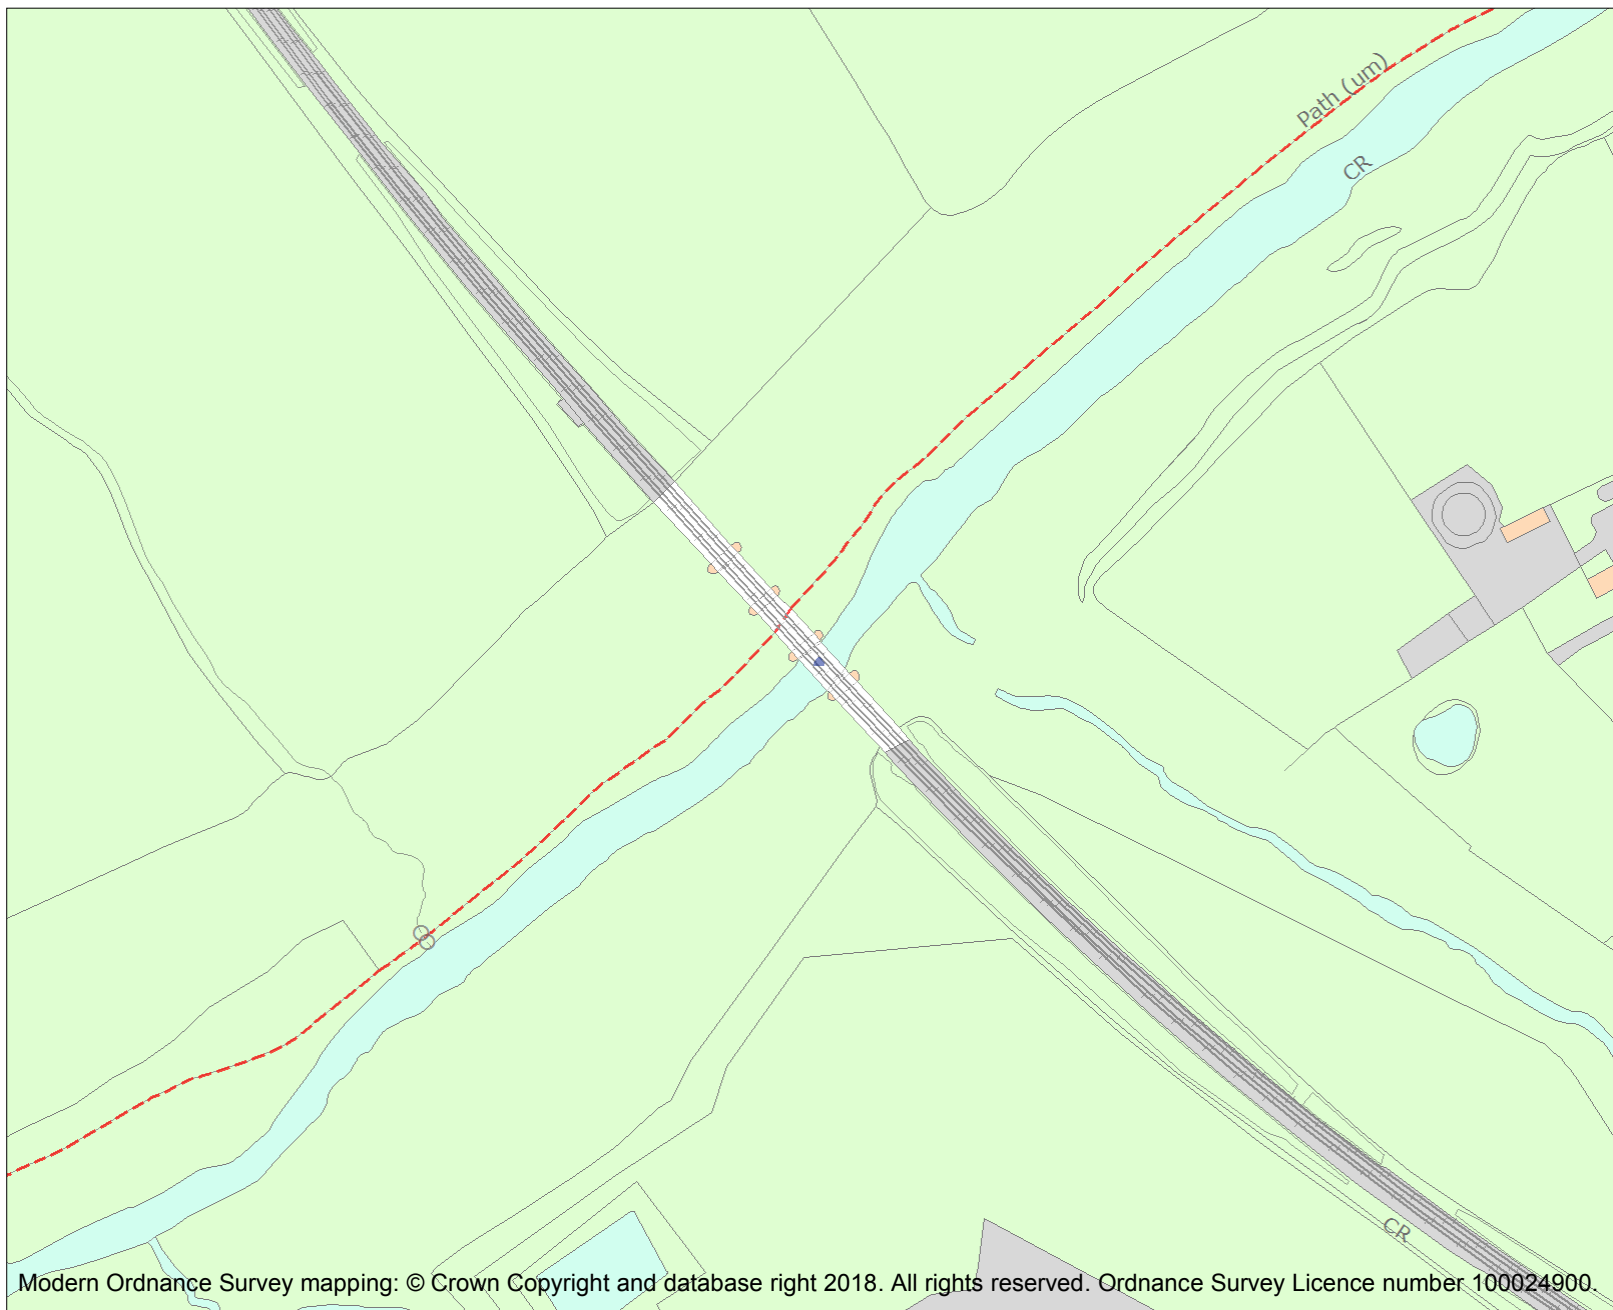 Path (um)
CR
CR
Modern Ordnance Survey mapping: © Crown Copyright and database right 2018. All rights reserved. Ordnance Survey Licence number 100024900.